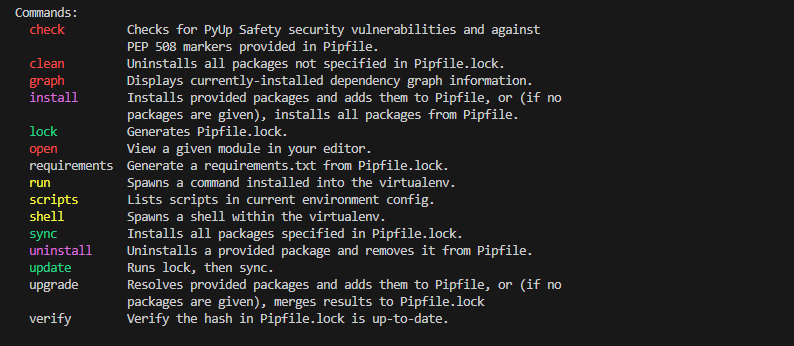 Commands:
check Checks for PyUp Safety security vulnerabilities and against
PEP 508 markers provided in Pipfile.
clean Uninstalls all packages not specified in Pipfile.lock.
graph Displays currently-installed dependency graph information.
install Installs provided packages and adds them to Pipfile, or (if no
packages are given), installs all packages from Pipfile.
lock Generates Pipfile.lock.
open View a given module in your editor.
requirements Generate a requirements.txt from Pipfile.lock.
run Spawns a command installed into the virtualenv.
scripts Lists scripts in current environment config.
shell Spawns a shell within the virtualenv.
sync Installs all packages specified in Pipfile.lock.
uninstall Uninstalls a provided package and removes it from Pipfile.
update Runs lock, then sync.
upgrade Resolves provided packages and adds them to Pipfile, or (if no
packages are given), merges results to Pipfile.lock
verify Verify the hash in Pipfile.lock is up-to-date.